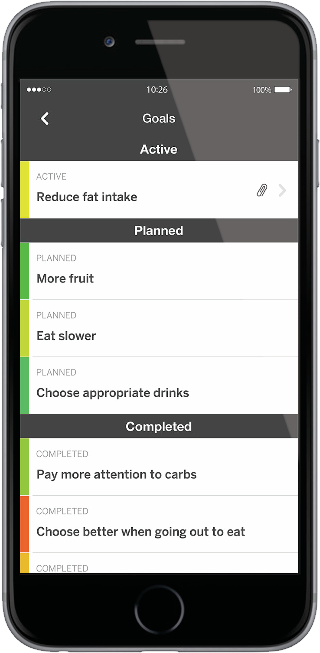 10:26
100%
Goals
Active
ACTIVE
Reduce fat intake
Planned
PLANNED
More fruit
PLANNED
Eat slower
PLANNED
Choose appropriate drinks
Completed
COMPLETED
Pay more attention to carbs
COMPLETED
Choose better when going out to eat
COMPLETED